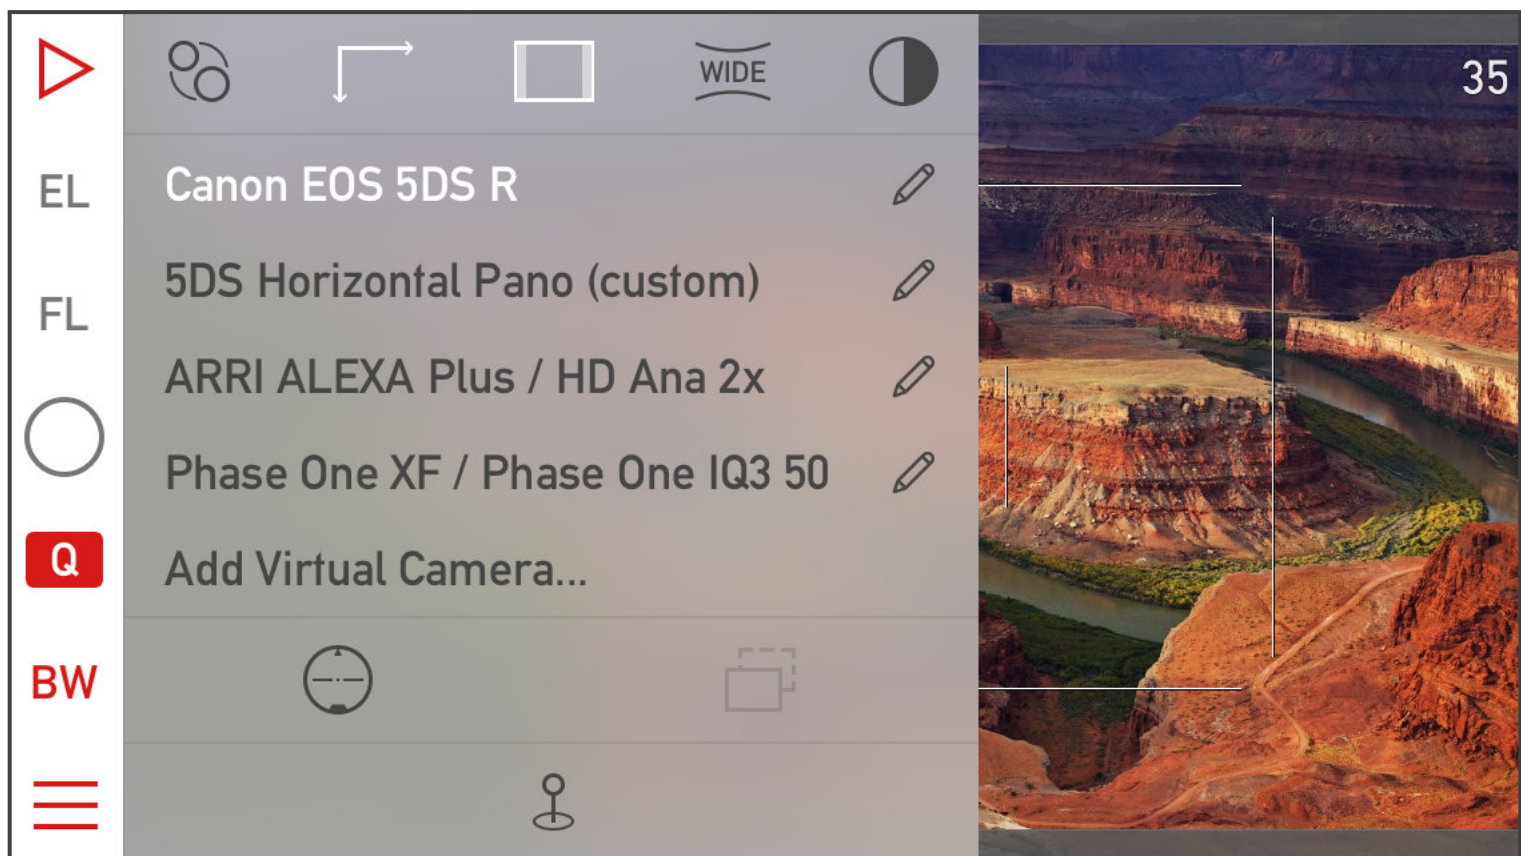 EL
FL
Q
BW
WIDE
Canon EOS 5DS R
5DS Horizontal Pano (custom)
ARRI ALEXA Plus / HD Ana 2x
Phase One XF / Phase One IQ3 50
Add Virtual Camera...
35